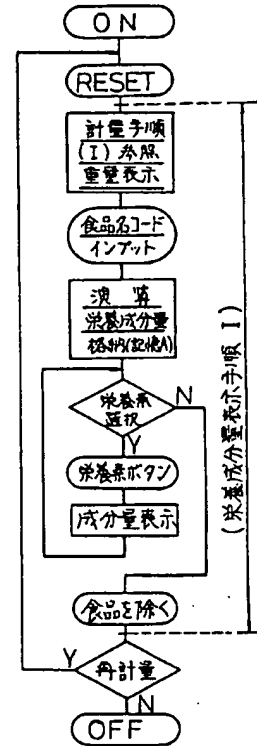 ON
RESET
計量手順
(I)参照
重量表示
食品名コード
インプット
演算
栄養成分量
格納(記憶A)
栄養素
選択
N
Y
栄養素ボタン
成分量表示
食品を除く
Y
再計量
N
OFF
(栄養成分量表示手順I)